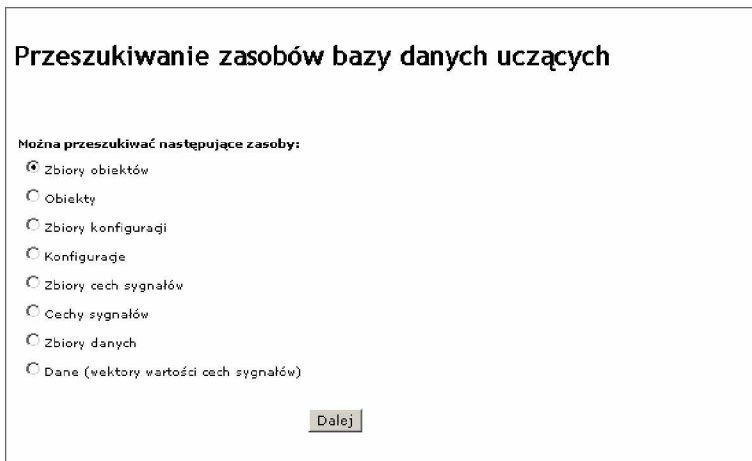 Przeszukiwanie zasobów bazy danych uczących
Można przeszukiwać następujące zasoby:
Zbiory obiektów
Obiekty
Zbiory konfiguracji
Konfiguracje
Zbiory cech sygnałów
Cechy sygnałów
Zbiory danych
Dane (wektory wartości cech sygnałów)
Dalej